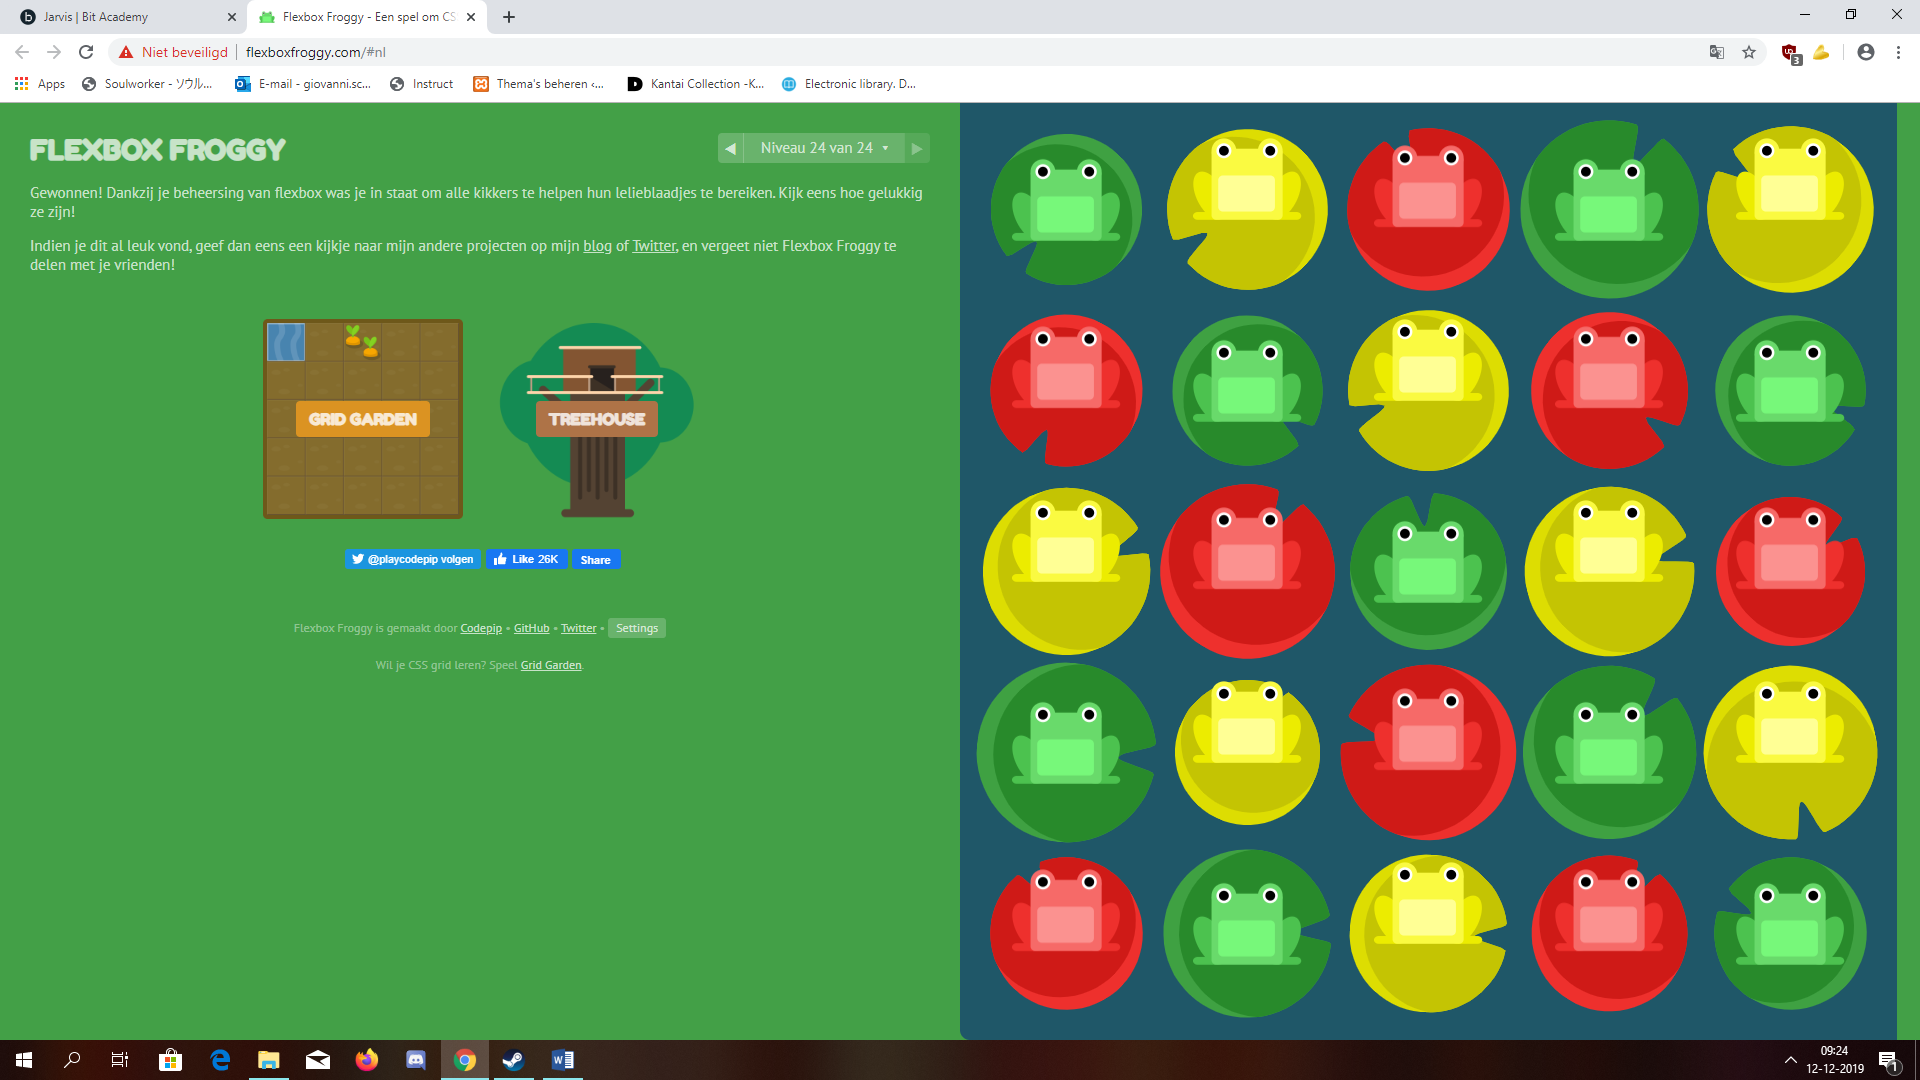 Jarvis | Bit Academy
Flexbox Froggy - Een spel om CS
Niet beveiligd
flexboxfroggy.com/#nl
3
Apps
Soulworker - ソウル...
E-mail - giovanni.sc...
Instruct
Thema's beheren ‹...
Kantai Collection -K...
Electronic library. D...
FLEXBOX FROGGY
Niveau 24 van 24
Gewonnen! Dankzij je beheersing van flexbox was je in staat om alle kikkers te helpen hun lelieblaadjes te bereiken. Kijk eens hoe gelukkig
ze zijn!
Indien je dit al leuk vond, geef dan eens een kijkje naar mijn andere projecten op mijn blog of Twitter, en vergeet niet Flexbox Froggy te
delen met je vrienden!
GRID GARDEN
TREEHOUSE
@playcodepip volgen
Like 26K
Share
Flexbox Froggy is gemaakt door Codepip • GitHub • Twitter • Settings
Wil je CSS grid leren? Speel Grid Garden.
09:24
12-12-2019
1